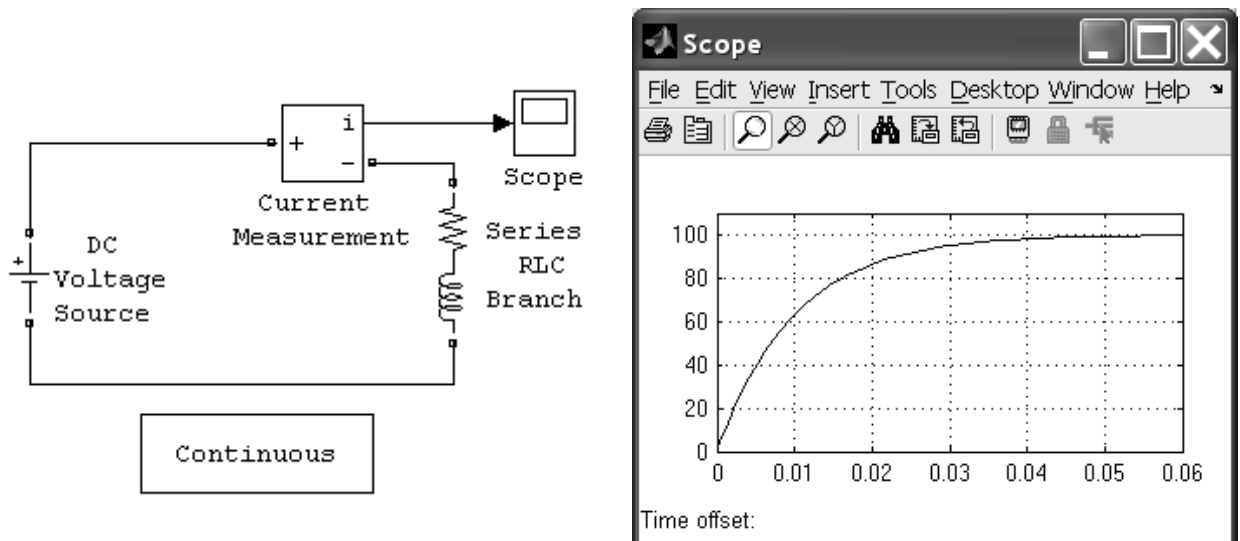 i
+
−
Scope
Current
Measurement
Series
RLC
Branch
+
DC
Voltage
Source
Continuous
Scope
File Edit View Insert Tools Desktop Window Help
100
80
60
40
20
0
0 0.01 0.02 0.03 0.04 0.05 0.06
Time offset: